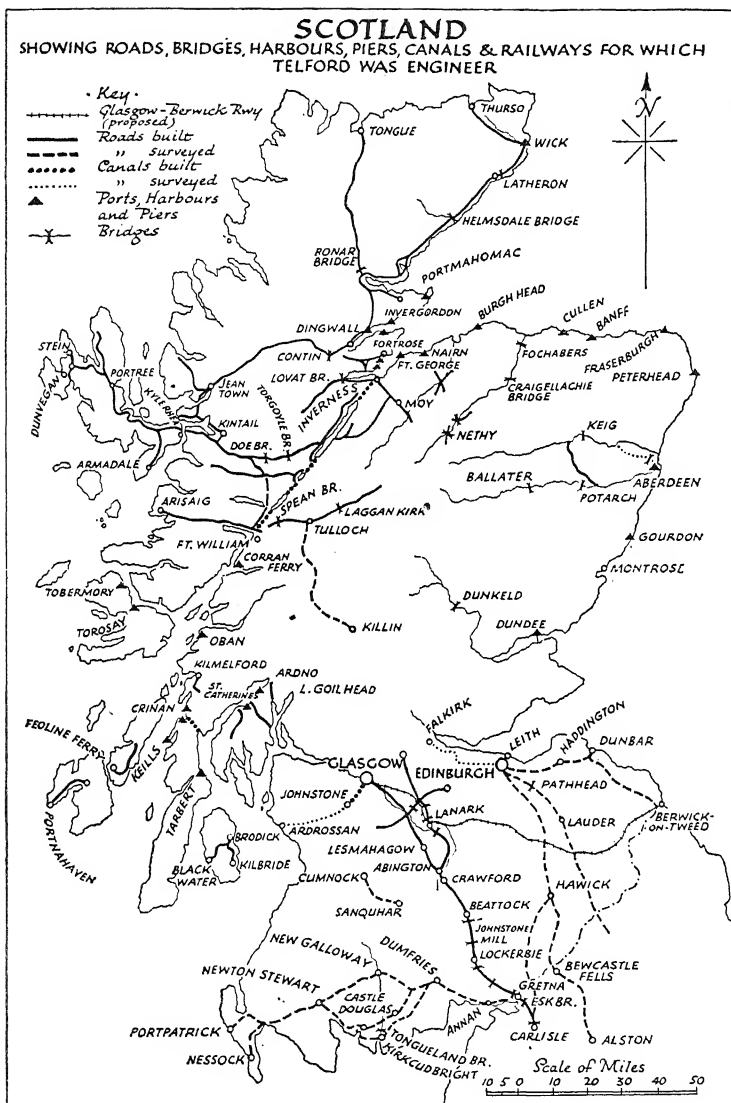 SCOTLAND
SHOWING ROADS, BRIDGES, HARBOURS, PIERS, CANALS & RAILWAYS FOR WHICH
TELFORD WAS ENGINEER
· Key ·
Glasgow-Berwick Rwy
(proposed)
Roads built
" surveyed
Canals built
" surveyed
Ports, Harbours
and Piers
Bridges
N
THURSO
TONGUE
WICK
LATHERON
HELMSDALE BRIDGE
RONAR
BRIDGE
PORTMAHOMAC
INVERGORDON
BURGH HEAD
CULLEN
BANFF
DINGWALL
FORTROSE
NAIRN
FT. GEORGE
FOCHABERS
FRASERBURGH
PETERHEAD
STEIN
CONTIN
LOVAT BR.
PORTREE
JEAN
TOWN
DUNVEGAN
KYLERHEA
TORGOYLE BR.
INVERNESS
MOY
CRAIGELLACHIE
BRIDGE
KINTAIL
DOE BR.
NETHY
KEIG
ARMADALE
BALLATER
ABERDEEN
POTARCH
ARISAIG
SPEAN BR.
LAGGAN KIRK
TULLOCH
FT. WILLIAM
GOURDON
CORRAN
FERRY
MONTROSE
TOBERMORY
DUNKELD
TOROSAY
KILLIN
DUNDEE
OBAN
KILMELFORD
ARDNO
ST.
CATHERINES
L. GOILHEAD
CRINAN
FEOLINE FERRY
KEILLS
FALKIRK
LEITH
HADDINGTON
DUNBAR
GLASGOW
EDINBURGH
PATHHEAD
TARBERT
JOHNSTONE
LANARK
BERWICK
-ON-TWEED
PORTNAHAVEN
ARDROSSAN
LAUDER
BRODICK
LESMAHAGOW
BLACK
WATER
KILBRIDE
ABINGTON
CUMNOCK
CRAWFORD
HAWICK
SANQUHAR
BEATTOCK
JOHNSTONE
MILL
NEW GALLOWAY
DUMFRIES
LOCKERBIE
NEWTON STEWART
BEWCASTLE
FELLS
CASTLE
DOUGLAS
GRETNA
ESK BR.
ANNAN
PORTPATRICK
TONGUELAND BR.
CARLISLE
ALSTON
NESSOCK
KIRKCUDBRIGHT
Scale of Miles
10 5 0 10 20 30 40 50